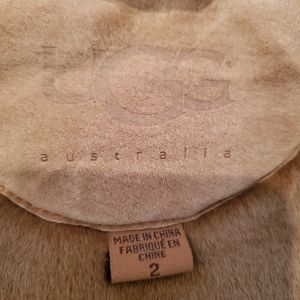 UGG
australia
MADE IN CHINA
FABRIQUÉ EN
CHINE
2